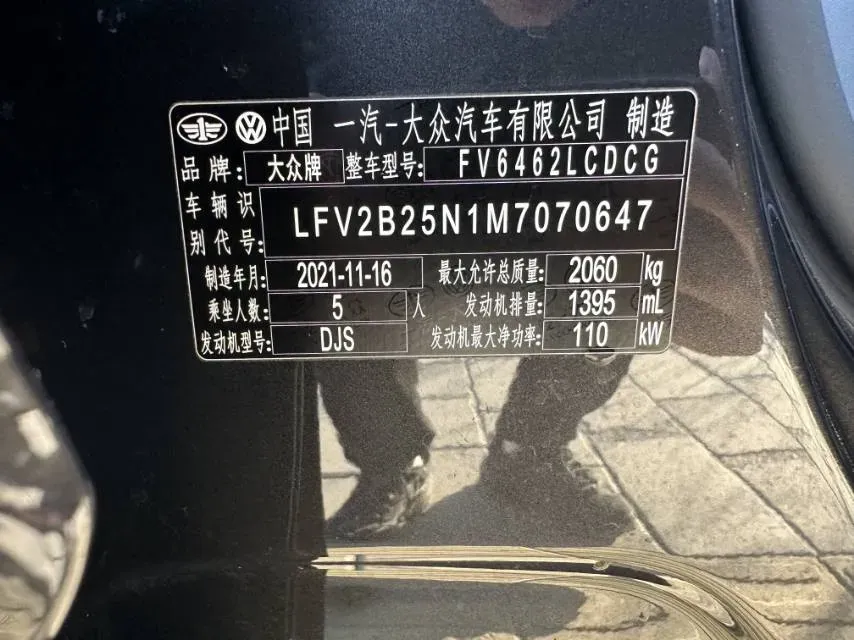 中国 一汽-大众汽车有限公司 制造
品牌: 大众牌 整车型号: FV6462LCDCG
车辆识别代号: LFV2B25N1M7070647
制造年月: 2021-11-16 最大允许总质量: 2060 kg
乘坐人数: 5 人 发动机排量: 1395 mL
发动机型号: DJS 发动机最大净功率: 110 kW